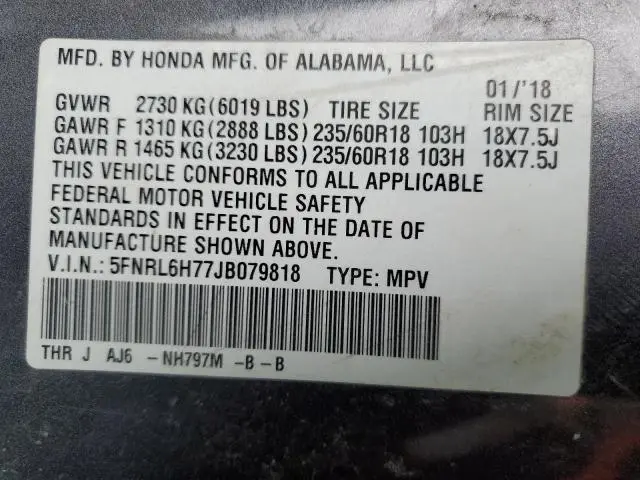 MFD. BY HONDA MFG. OF ALABAMA, LLC
01/'18
GVWR 2730 KG(6019 LBS) TIRE SIZE RIM SIZE
GAWR F 1310 KG(2888 LBS) 235/60R18 103H 18X7.5J
GAWR R 1465 KG(3230 LBS) 235/60R18 103H 18X7.5J
THIS VEHICLE CONFORMS TO ALL APPLICABLE
FEDERAL MOTOR VEHICLE SAFETY
STANDARDS IN EFFECT ON THE DATE OF
MANUFACTURE SHOWN ABOVE.
V.I.N.: 5FNRL6H77JB079818 TYPE: MPV
THR J AJ6 -NH797M -B-B